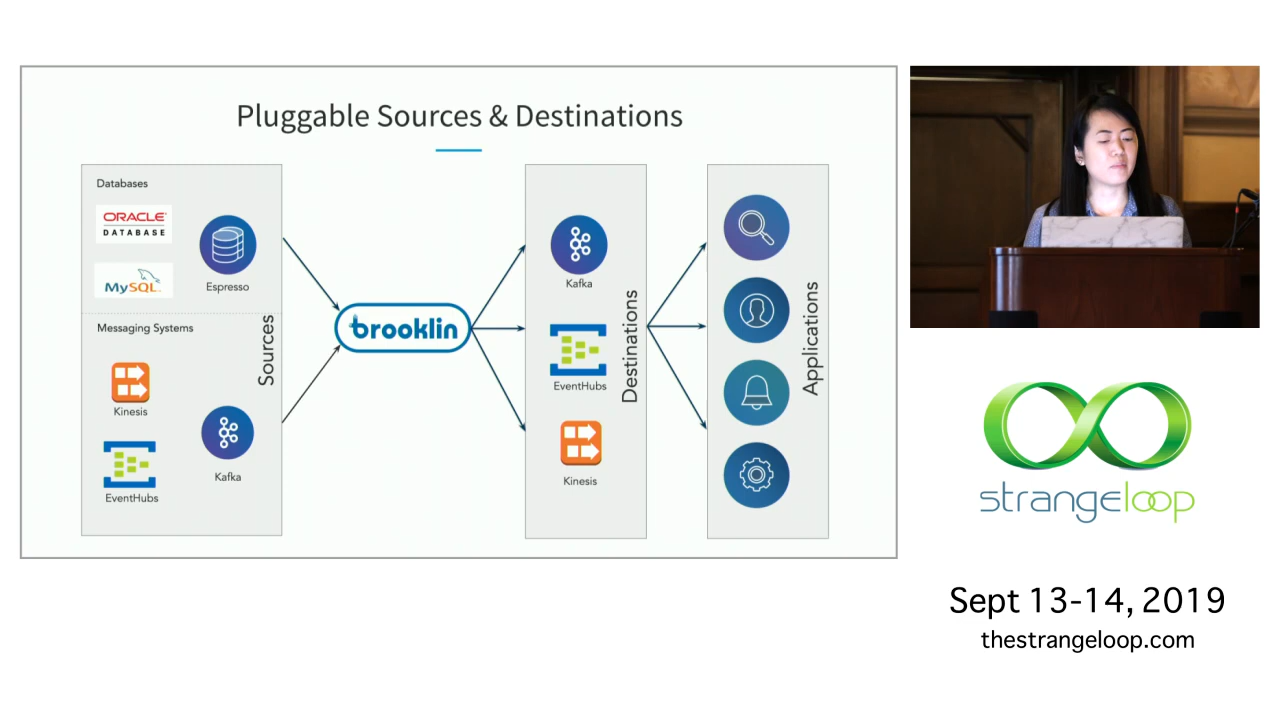 Pluggable Sources & Destinations
Databases
ORACLE
DATABASE
MySQL
Espresso
Messaging Systems
Kinesis
EventHubs
Kafka
Sources
brooklin
Kafka
EventHubs
Kinesis
Destinations
Applications
strangeloop
Sept 13-14, 2019
thestrangeloop.com